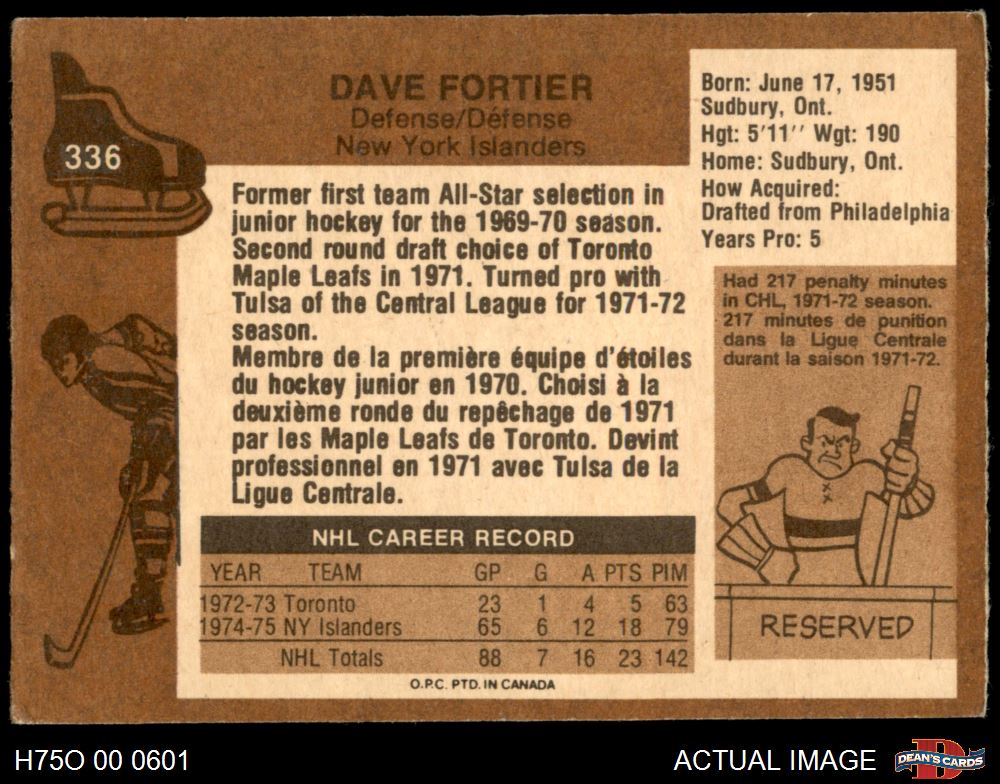 336
DAVE FORTIER
Defense/Défense
New York Islanders
Born: June 17, 1951
Sudbury, Ont.
Hgt: 5'11'' Wgt: 190
Home: Sudbury, Ont.
How Acquired:
Drafted from Philadelphia
Years Pro: 5
Former first team All-Star selection in
junior hockey for the 1969-70 season.
Second round draft choice of Toronto
Maple Leafs in 1971. Turned pro with
Tulsa of the Central League for 1971-72
season.
Membre de la première équipe d'étoiles
du hockey junior en 1970. Choisi à la
deuxième ronde du repêchage de 1971
par les Maple Leafs de Toronto. Devint
professionnel en 1971 avec Tulsa de la
Ligue Centrale.
Had 217 penalty minutes
in CHL, 1971-72 season.
217 minutes de punition
dans la Ligue Centrale
durant la saison 1971-72.
RESERVED
NHL CAREER RECORD
YEAR TEAM GP G A PTS PIM
1972-73 Toronto 23 1 4 5 63
1974-75 NY Islanders 65 6 12 18 79
NHL Totals 88 7 16 23 142
O.P.C. PTD. IN CANADA
H75O 00 0601
ACTUAL IMAGE
D
DEAN'S CARDS